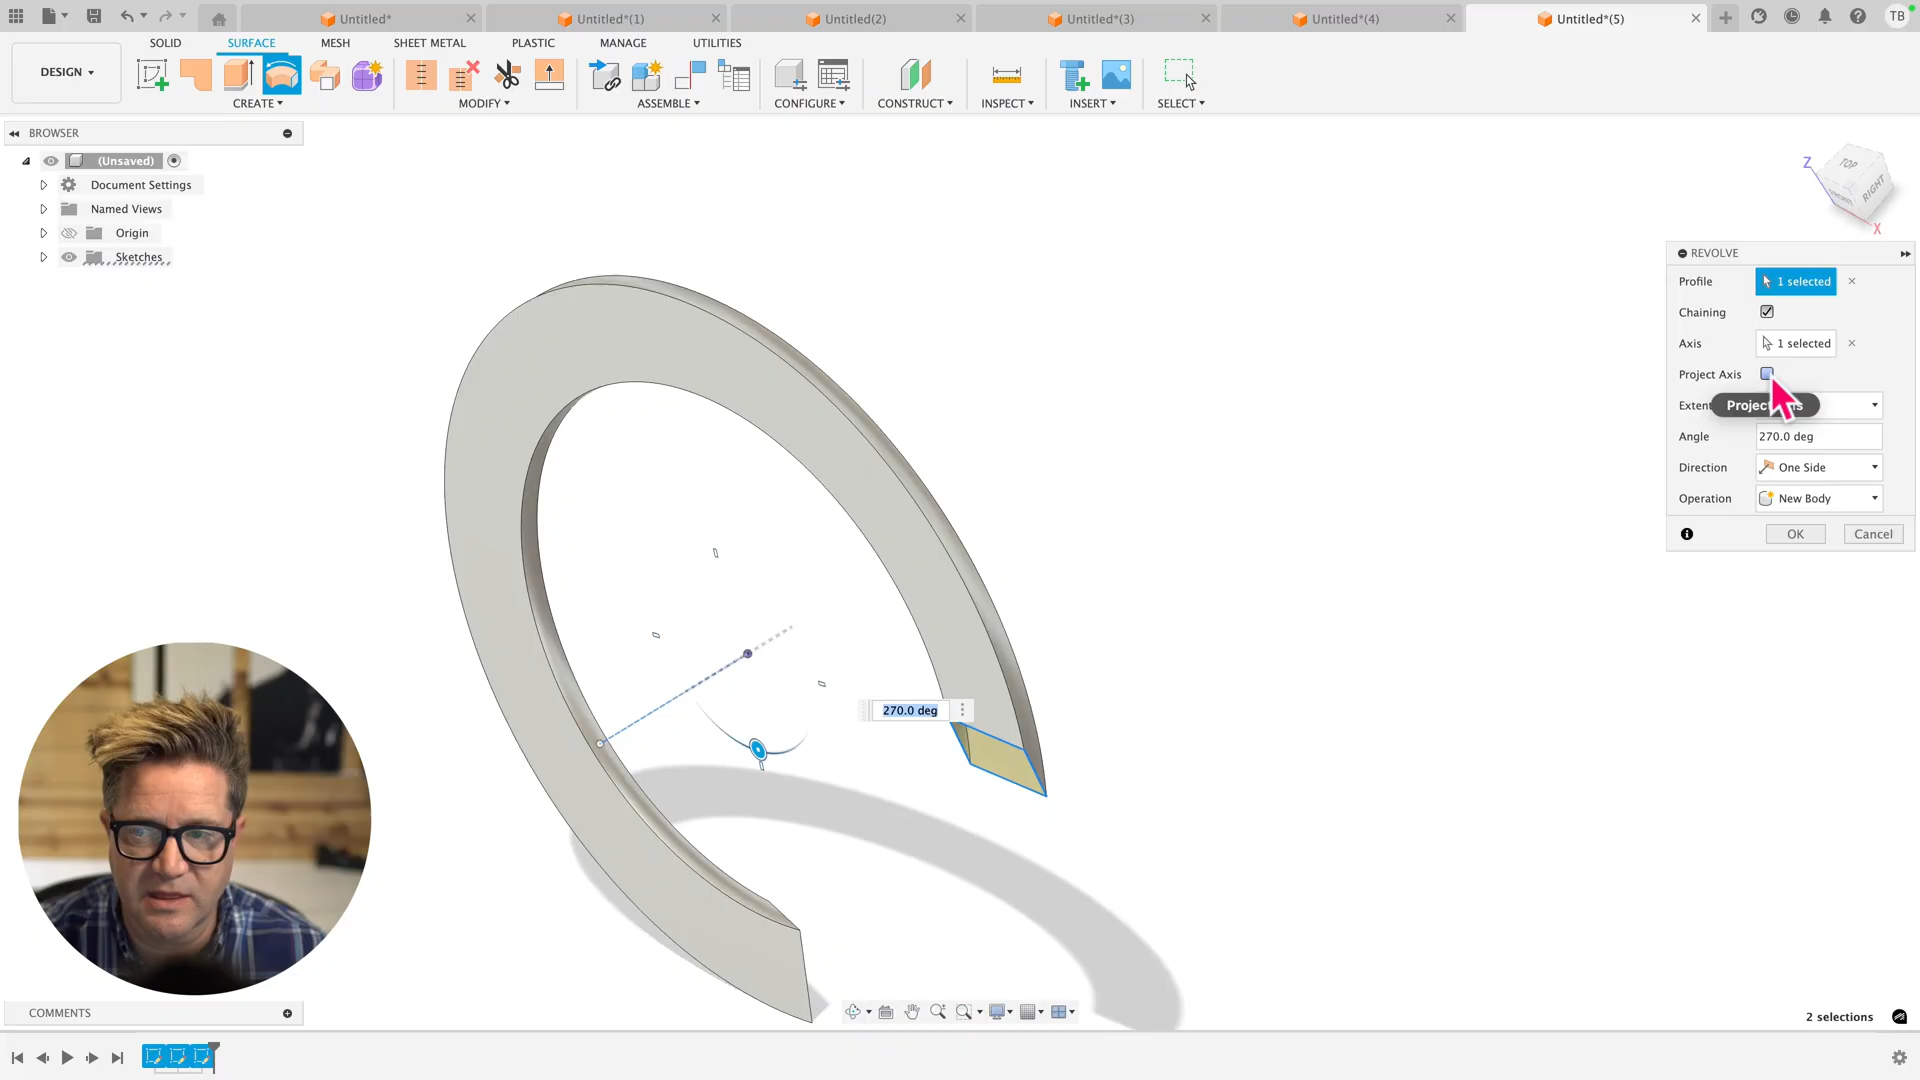 Untitled*
Untitled*(1)
Untitled(2)
Untitled*(3)
Untitled*(4)
Untitled*(5)
TB
SOLID
SURFACE
MESH
SHEET METAL
PLASTIC
MANAGE
UTILITIES
DESIGN
CREATE
MODIFY
ASSEMBLE
CONFIGURE
CONSTRUCT
INSPECT
INSERT
SELECT
BROWSER
(Unsaved)
Document Settings
Named Views
Origin
Sketches
Z
TOP
RIGHT
X
REVOLVE
Profile
1 selected
Chaining
Axis
1 selected
Project Axis
Extent
Angle
270.0 deg
Direction
One Side
Operation
New Body
OK
Cancel
270.0 deg
COMMENTS
2 selections